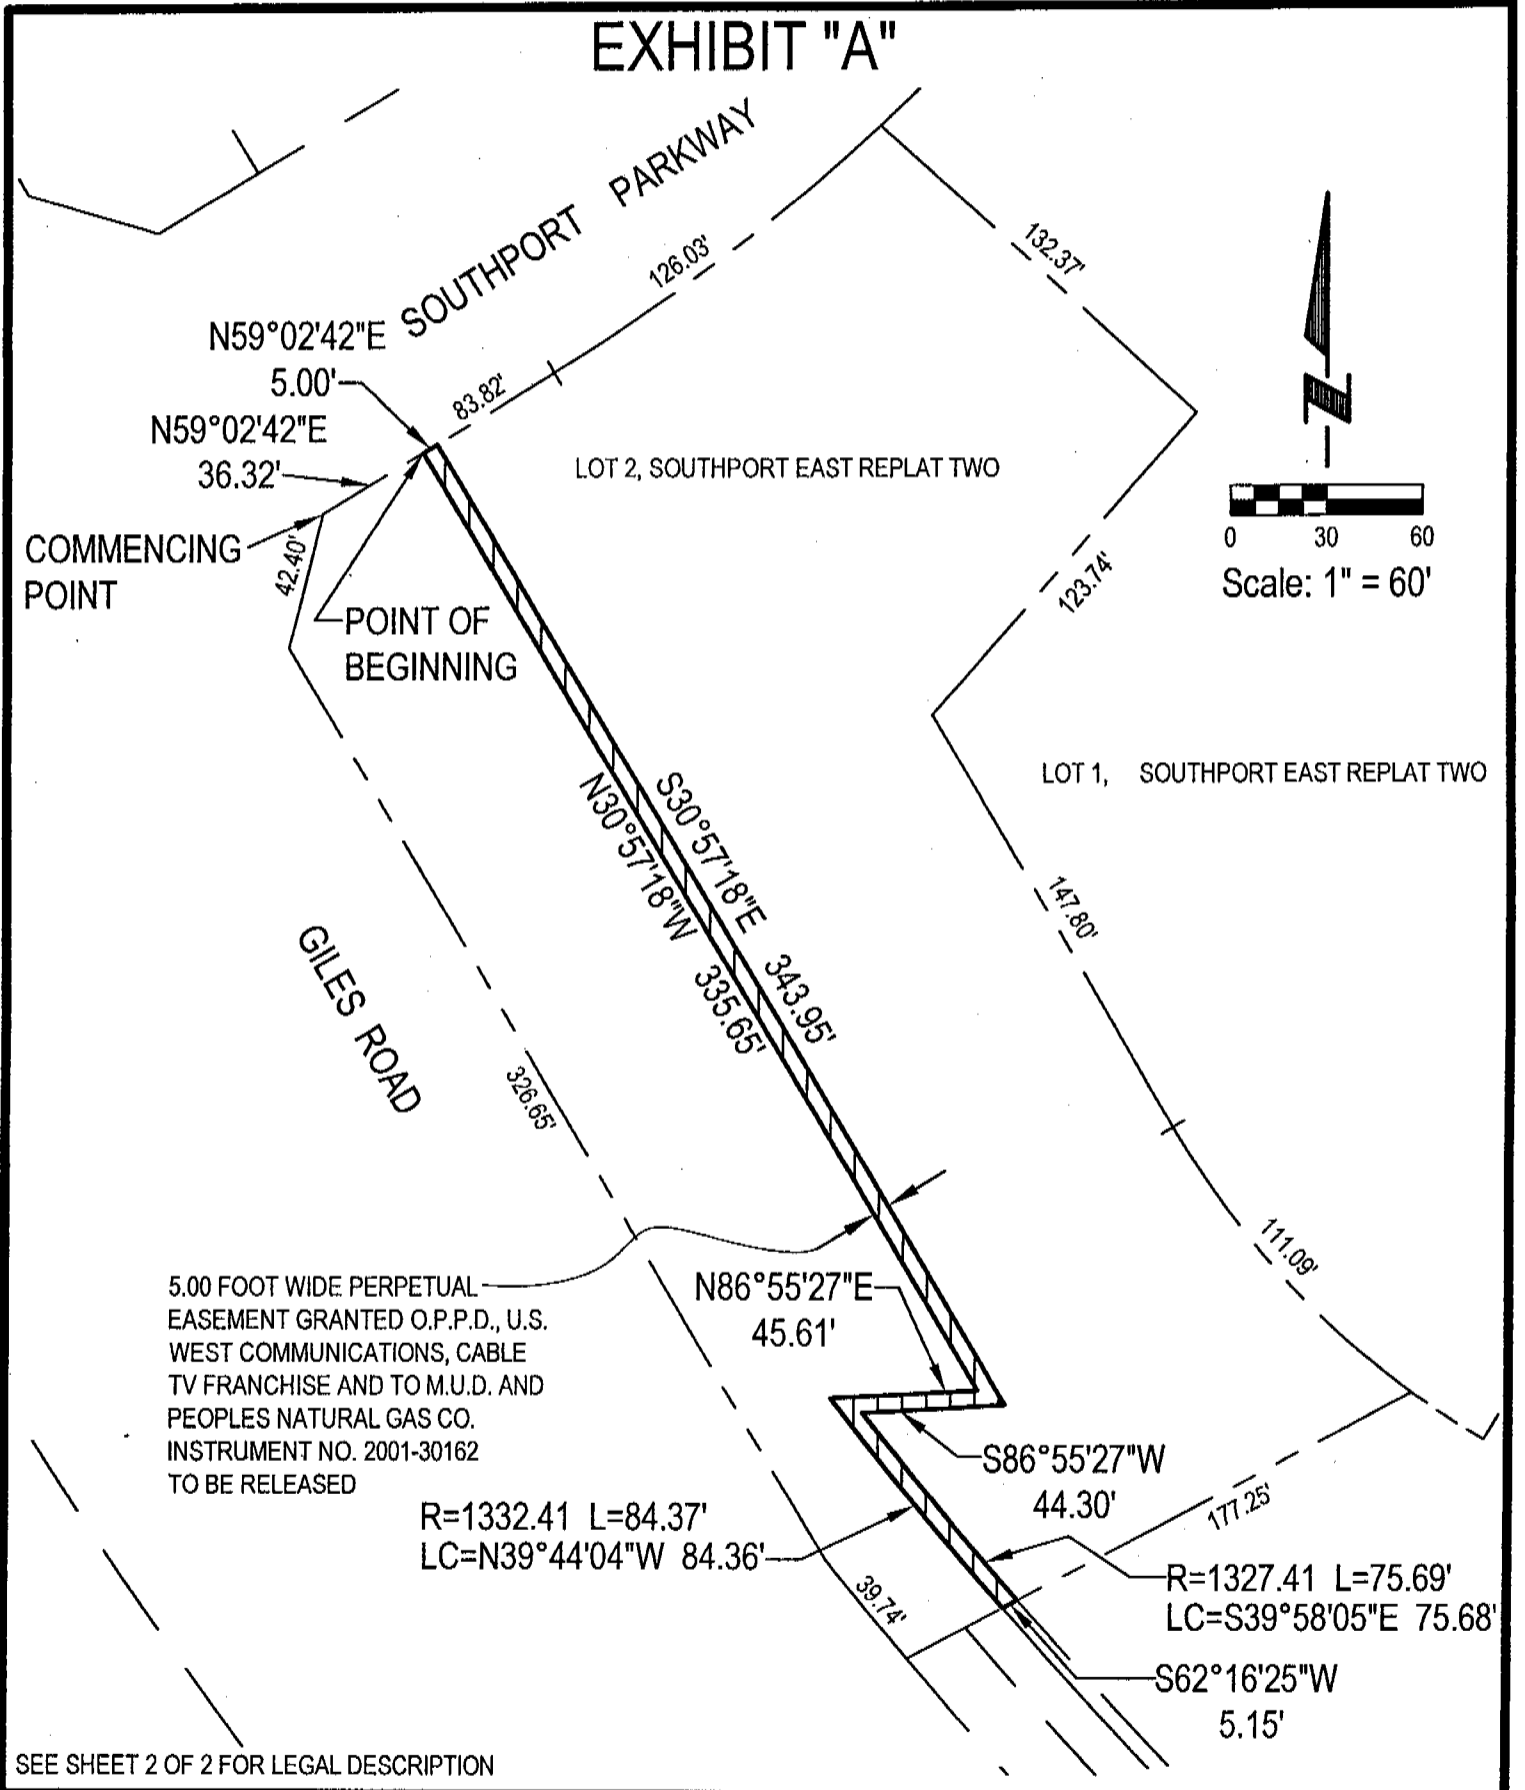 EXHIBIT "A"
SOUTHPORT PARKWAY
126.03'
132.37'
N59°02'42"E
5.00'
83.82'
N59°02'42"E
36.32'
LOT 2, SOUTHPORT EAST REPLAT TWO
COMMENCING
POINT
42.40'
POINT OF
BEGINNING
0 30 60
Scale: 1" = 60'
123.74'
LOT 1, SOUTHPORT EAST REPLAT TWO
S30°57'18"E 343.95'
N30°57'18"W 335.65'
147.80'
GILES ROAD
326.65'
111.09'
5.00 FOOT WIDE PERPETUAL
EASEMENT GRANTED O.P.P.D., U.S.
WEST COMMUNICATIONS, CABLE
TV FRANCHISE AND TO M.U.D. AND
PEOPLES NATURAL GAS CO.
INSTRUMENT NO. 2001-30162
TO BE RELEASED
N86°55'27"E
45.61'
S86°55'27"W
44.30'
177.25'
R=1332.41 L=84.37'
LC=N39°44'04"W 84.36'
39.74'
R=1327.41 L=75.69'
LC=S39°58'05"E 75.68'
S62°16'25"W
5.15'
SEE SHEET 2 OF 2 FOR LEGAL DESCRIPTION